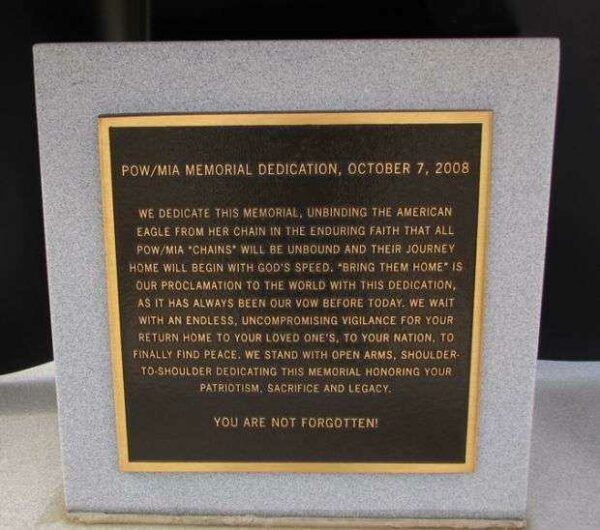 POW/MIA MEMORIAL DEDICATION, OCTOBER 7, 2008
WE DEDICATE THIS MEMORIAL, UNBINDING THE AMERICAN
EAGLE FROM HER CHAIN IN THE ENDURING FAITH THAT ALL
POW/MIA "CHAINS" WILL BE UNBOUND AND THEIR JOURNEY
HOME WILL BEGIN WITH GOD'S SPEED. "BRING THEM HOME" IS
OUR PROCLAMATION TO THE WORLD WITH THIS DEDICATION,
AS IT HAS ALWAYS BEEN OUR VOW BEFORE TODAY. WE WAIT
WITH AN ENDLESS, UNCOMPROMISING VIGILANCE FOR YOUR
RETURN HOME TO YOUR LOVED ONE'S, TO YOUR NATION, TO
FINALLY FIND PEACE. WE STAND WITH OPEN ARMS, SHOULDER-
TO-SHOULDER DEDICATING THIS MEMORIAL HONORING YOUR
PATRIOTISM, SACRIFICE AND LEGACY.
YOU ARE NOT FORGOTTEN!